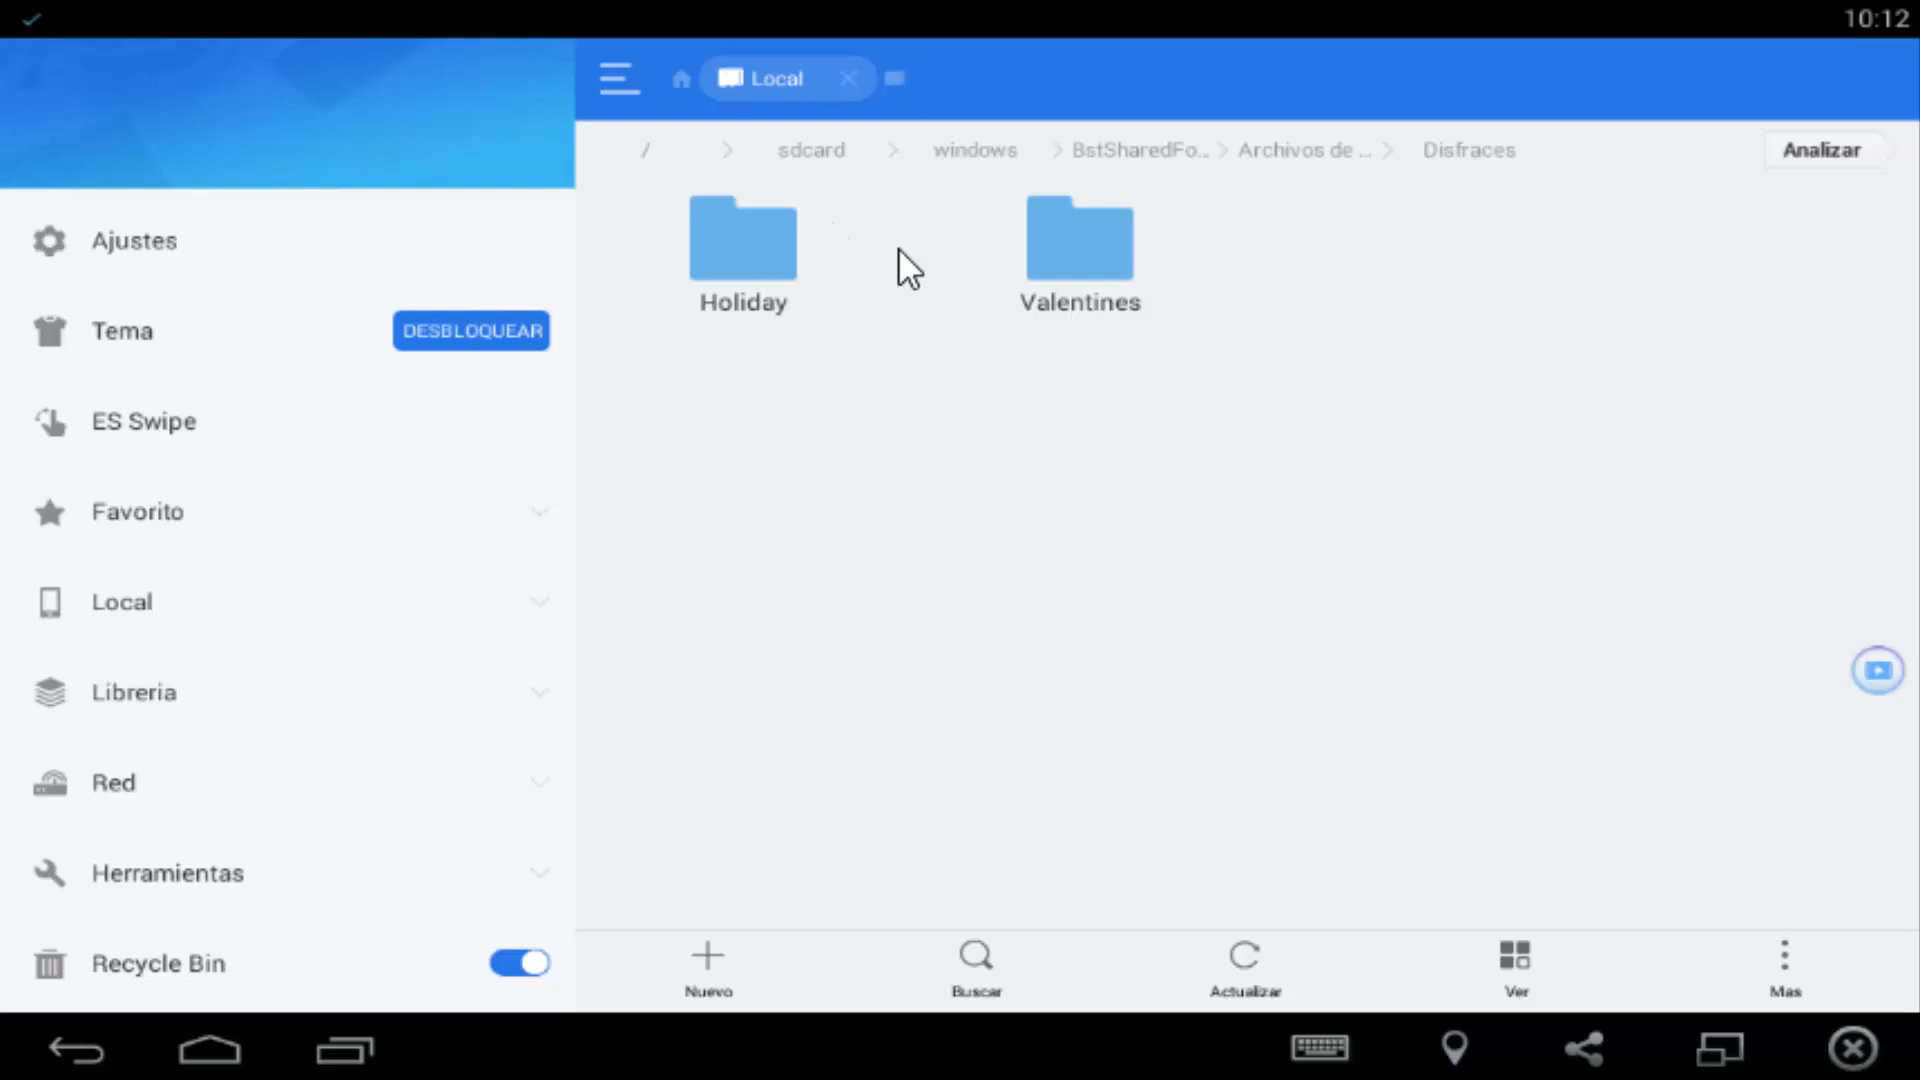 10:12
Local
/ sdcard windows BstSharedFo... Archivos de ... Disfraces
Analizar
Holiday
Valentines
Ajustes
Tema
DESBLOQUEAR
ES Swipe
Favorito
Local
Libreria
Red
Herramientas
Recycle Bin
Nuevo
Buscar
Actualizar
Ver
Mas